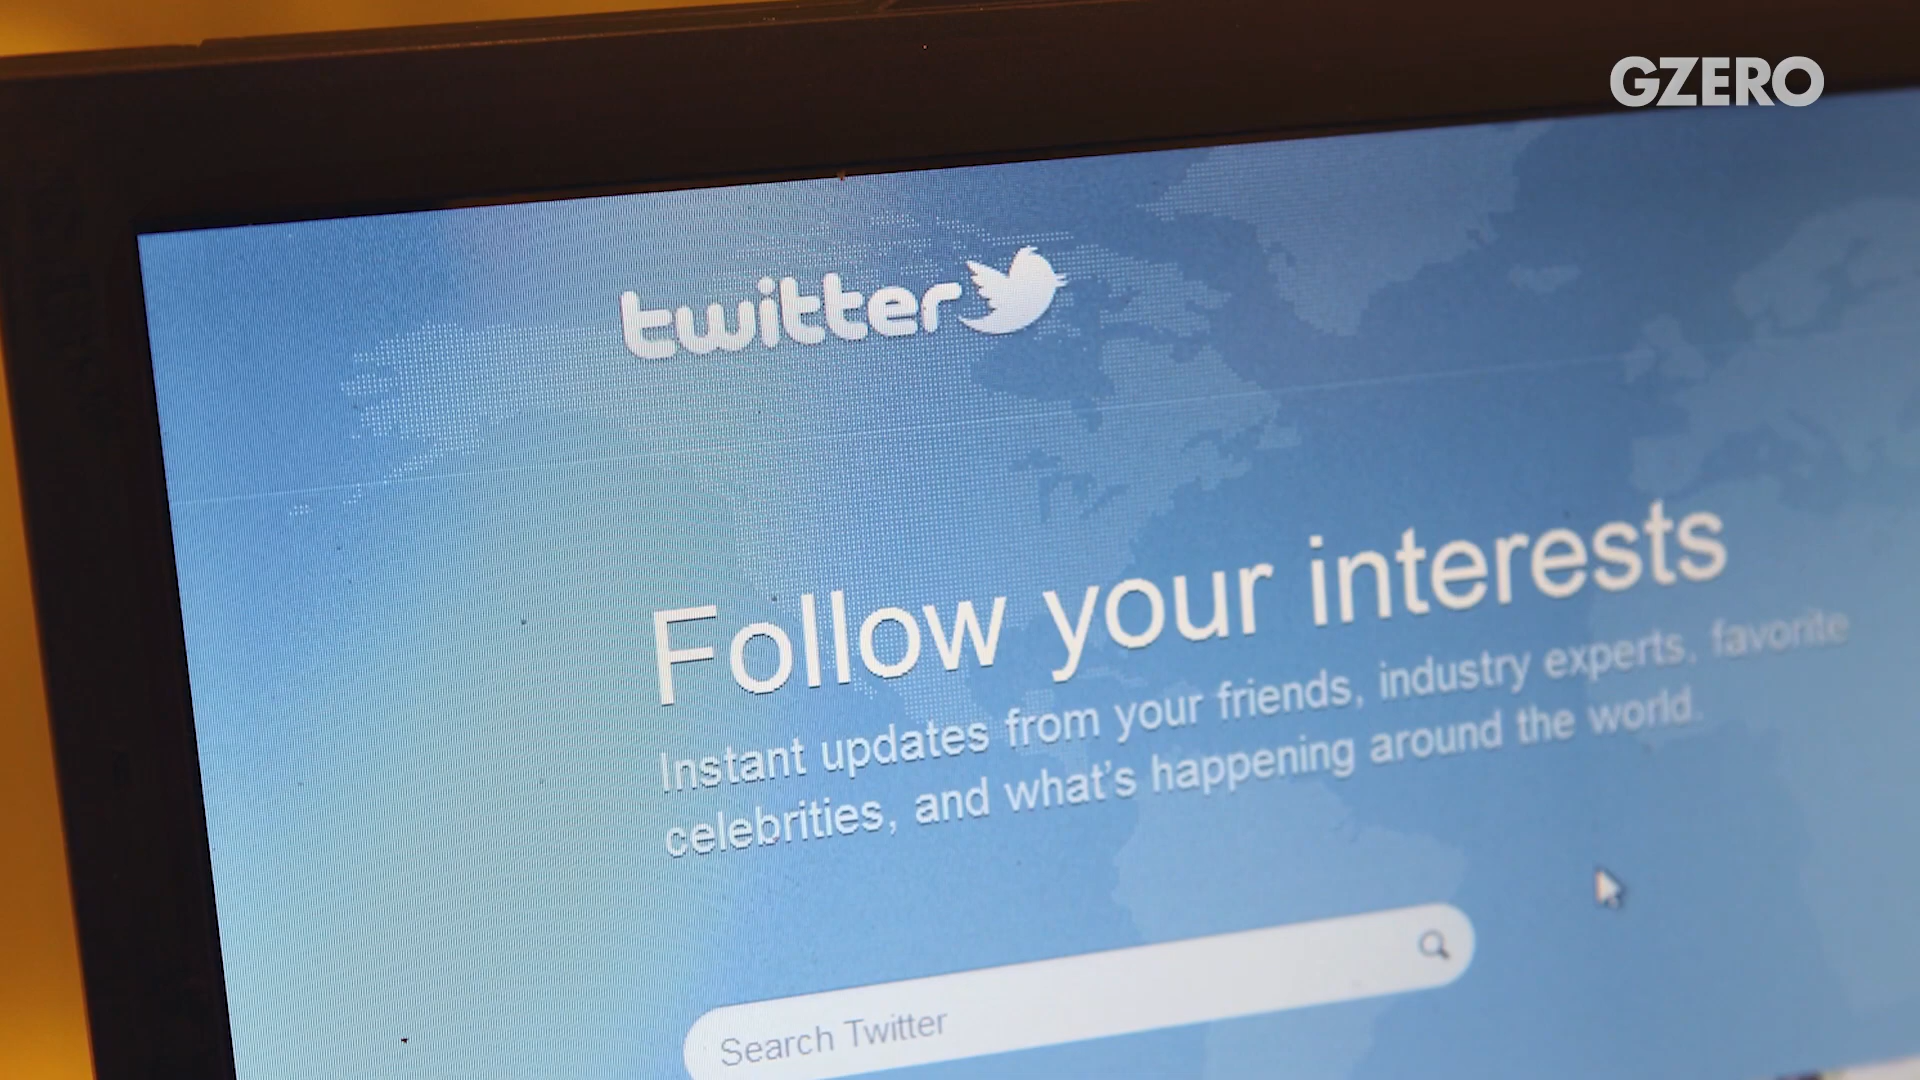 GZERO
twitter
Follow your interests
Instant updates from your friends, industry experts, favorite
celebrities, and what's happening around the world.
Search Twitter